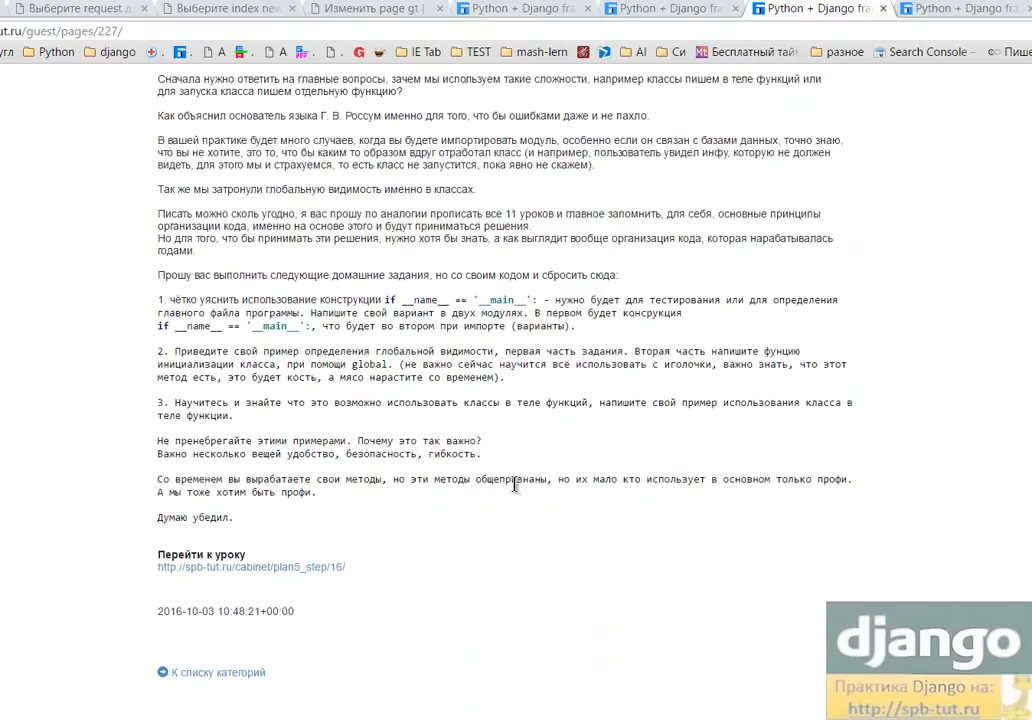 Выберите request д
Выберите index new
Изменить page gt |
Python + Django fra
Python + Django fra
Python + Django fra
Python + Django fra
ut.ru/guest/pages/227/
угл Python django A A G IE Tab TEST mash-lern AI Си Бесплатный тай разное Search Console Пише
Сначала нужно ответить на главные вопросы, зачем мы используем такие сложности, например классы пишем в теле функций или
для запуска класса пишем отдельную функцию?
Как объяснил основатель языка Г. В. Россум именно для того, что бы ошибками даже и не пахло.
В вашей практике будет много случаев, когда вы будете импортировать модуль, особенно если он связан с базами данных, точно знаю,
что вы не хотите, это то, что бы каким то образом вдруг отработал класс (и например, пользователь увидел инфу, которую не должен
видеть, для этого мы и страхуемся, то есть класс не запустится, пока явно не скажем).
Так же мы затронули глобальную видимость именно в классах.
Писать можно сколь угодно, я вас прошу по аналогии прописать все 11 уроков и главное запомнить, для себя, основные принципы
организации кода, именно на основе этого и будут приниматься решения.
Но для того, что бы принимать эти решения, нужно хотя бы знать, а как выглядит вообще организация кода, которая нарабатывалась
годами.
Прошу вас выполнить следующие домашние задания, но со своим кодом и сбросить сюда:
1. чётко уяснить использование конструкции if __name__ == '__main__': - нужно будет для тестирования или для определения
главного файла программы. Напишите свой вариант в двух модулях. В первом будет конструкция
if __name__ == '__main__':, что будет во втором при импорте (варианты).
2. Приведите свой пример определения глобальной видимости, первая часть задания. Вторая часть напишите фунцию
инициализации класса, при помощи global. (не важно сейчас научится всё использовать с иголочки, важно знать, что этот
метод есть, это будет кость, а мясо нарастите со временем).
3. Научитесь и знайте что это возможно использовать классы в теле функций, напишите свой пример использования класса в
теле функции.
Не пренебрегайте этими примерами. Почему это так важно?
Важно несколько вещей удобство, безопасность, гибкость.
Со временем вы вырабатаете свои методы, но эти методы общепризнаны, но их мало кто использует в основном только профи.
А мы тоже хотим быть профи.
Думаю убедил.
Перейти к уроку
http://spb-tut.ru/cabinet/plan5_step/16/
2016-10-03 10:48:21+00:00
К списку категорий
django
Практика Django на:
http://spb-tut.ru